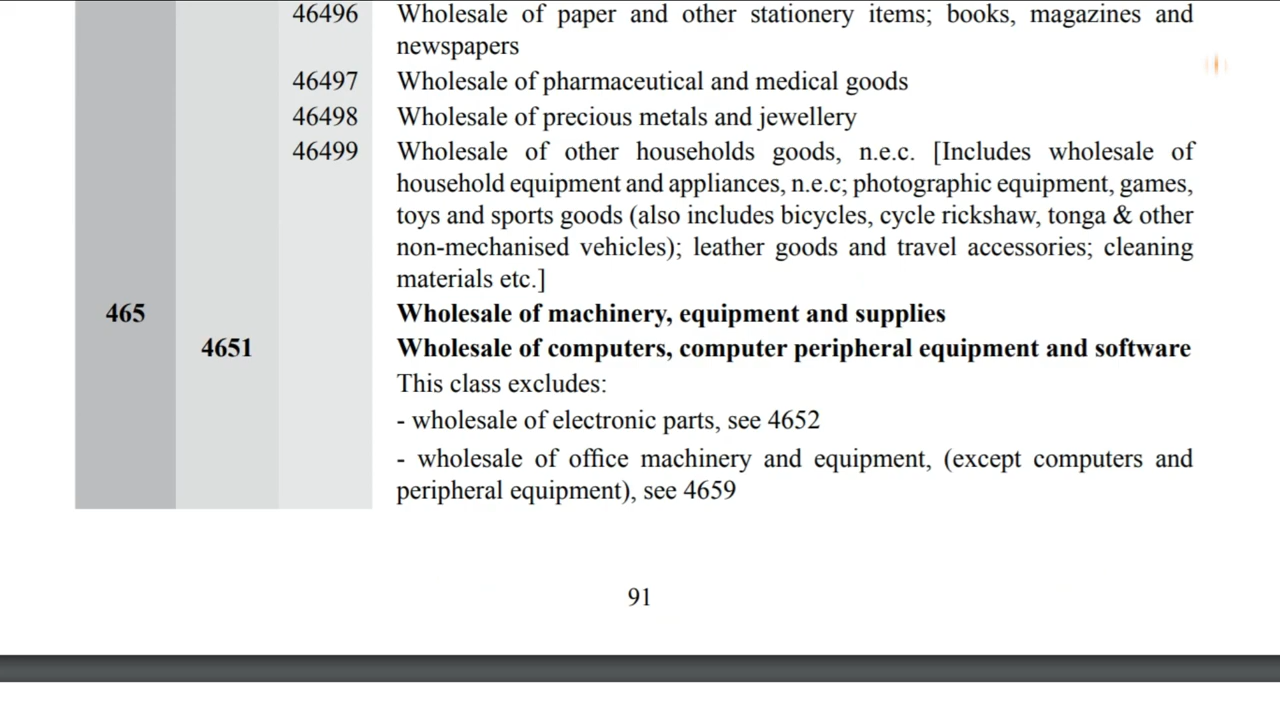 46496 Wholesale of paper and other stationery items; books, magazines and
newspapers
46497 Wholesale of pharmaceutical and medical goods
46498 Wholesale of precious metals and jewellery
46499 Wholesale of other households goods, n.e.c. [Includes wholesale of
household equipment and appliances, n.e.c; photographic equipment, games,
toys and sports goods (also includes bicycles, cycle rickshaw, tonga & other
non-mechanised vehicles); leather goods and travel accessories; cleaning
materials etc.]
465 Wholesale of machinery, equipment and supplies
4651 Wholesale of computers, computer peripheral equipment and software
This class excludes:
- wholesale of electronic parts, see 4652
- wholesale of office machinery and equipment, (except computers and
peripheral equipment), see 4659
91